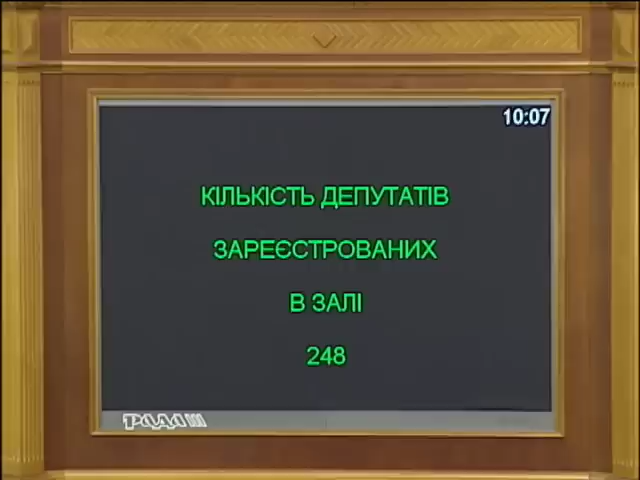 10:07
КІЛЬКІСТЬ ДЕПУТАТІВ
ЗАРЕЄСТРОВАНИХ
В ЗАЛІ
248
РАДА